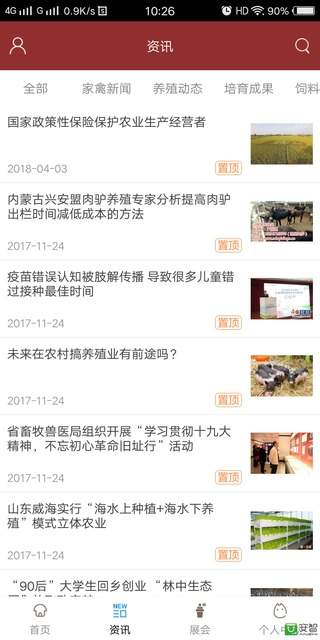 4G G 0.9K/s 10:26 HD 90%
资讯
全部 家禽新闻 养殖动态 培育成果 饲料
国家政策性保险保护农业生产经营者
2018-04-03 置顶
内蒙古兴安盟肉驴养殖专家分析提高肉驴
出栏时间减低成本的方法
2017-11-24 置顶
疫苗错误认知被肢解传播 导致很多儿童错
过接种最佳时间
2017-11-24 置顶
未来在农村搞养殖业有前途吗？
2017-11-24 置顶
省畜牧兽医局组织开展“学习贯彻十九大
精神，不忘初心革命旧址行”活动
2017-11-24 置顶
山东威海实行“海水上种植+海水下养
殖”模式立体农业
2017-11-24 置顶
“90后”大学生回乡创业 “林中生态
NEW
首页 资讯 展会 个人中
安智